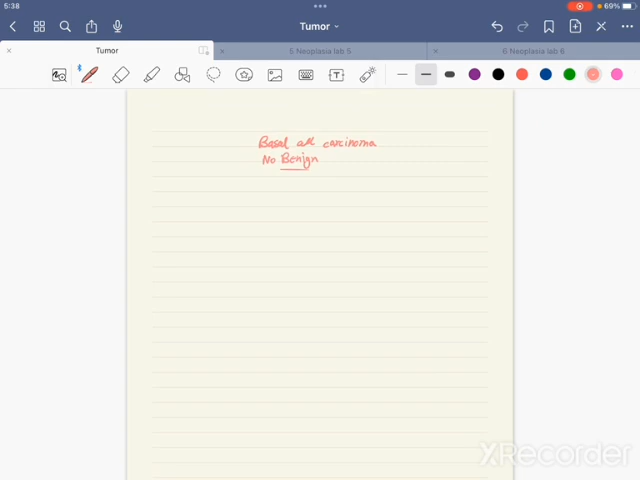 5:38
69%
Tumor
Tumor
5 Neoplasia lab 5
6 Neoplasia lab 6
T
Basal cell carcinoma
No Benign
XRecorder